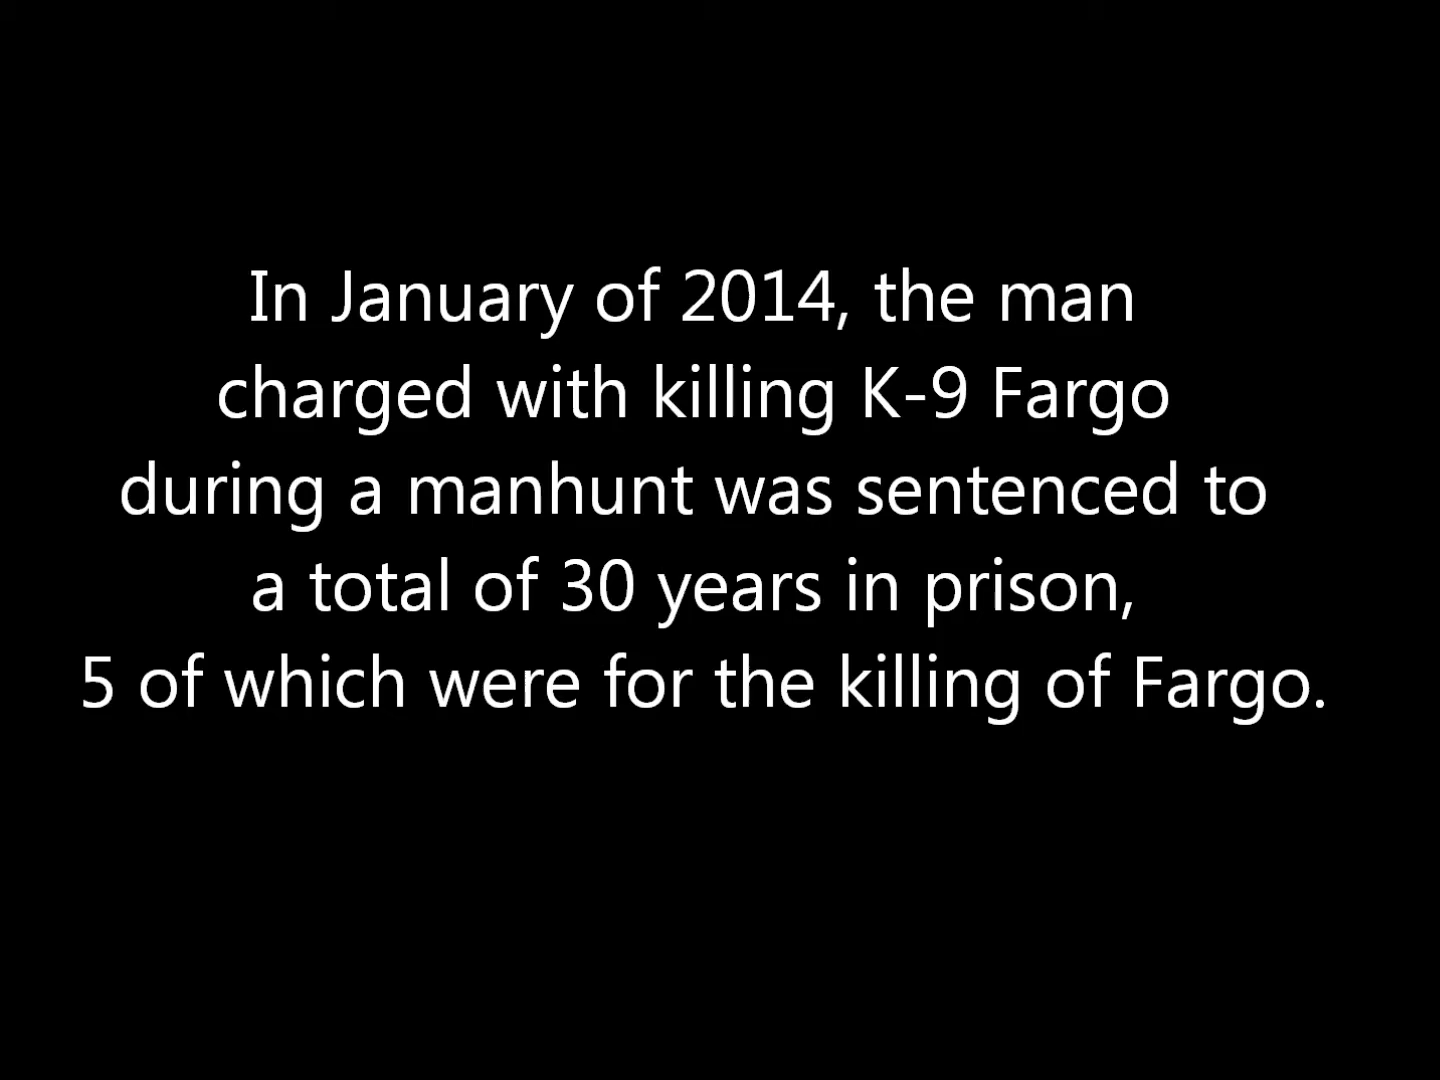 In January of 2014, the man
charged with killing K-9 Fargo
during a manhunt was sentenced to
a total of 30 years in prison,
5 of which were for the killing of Fargo.